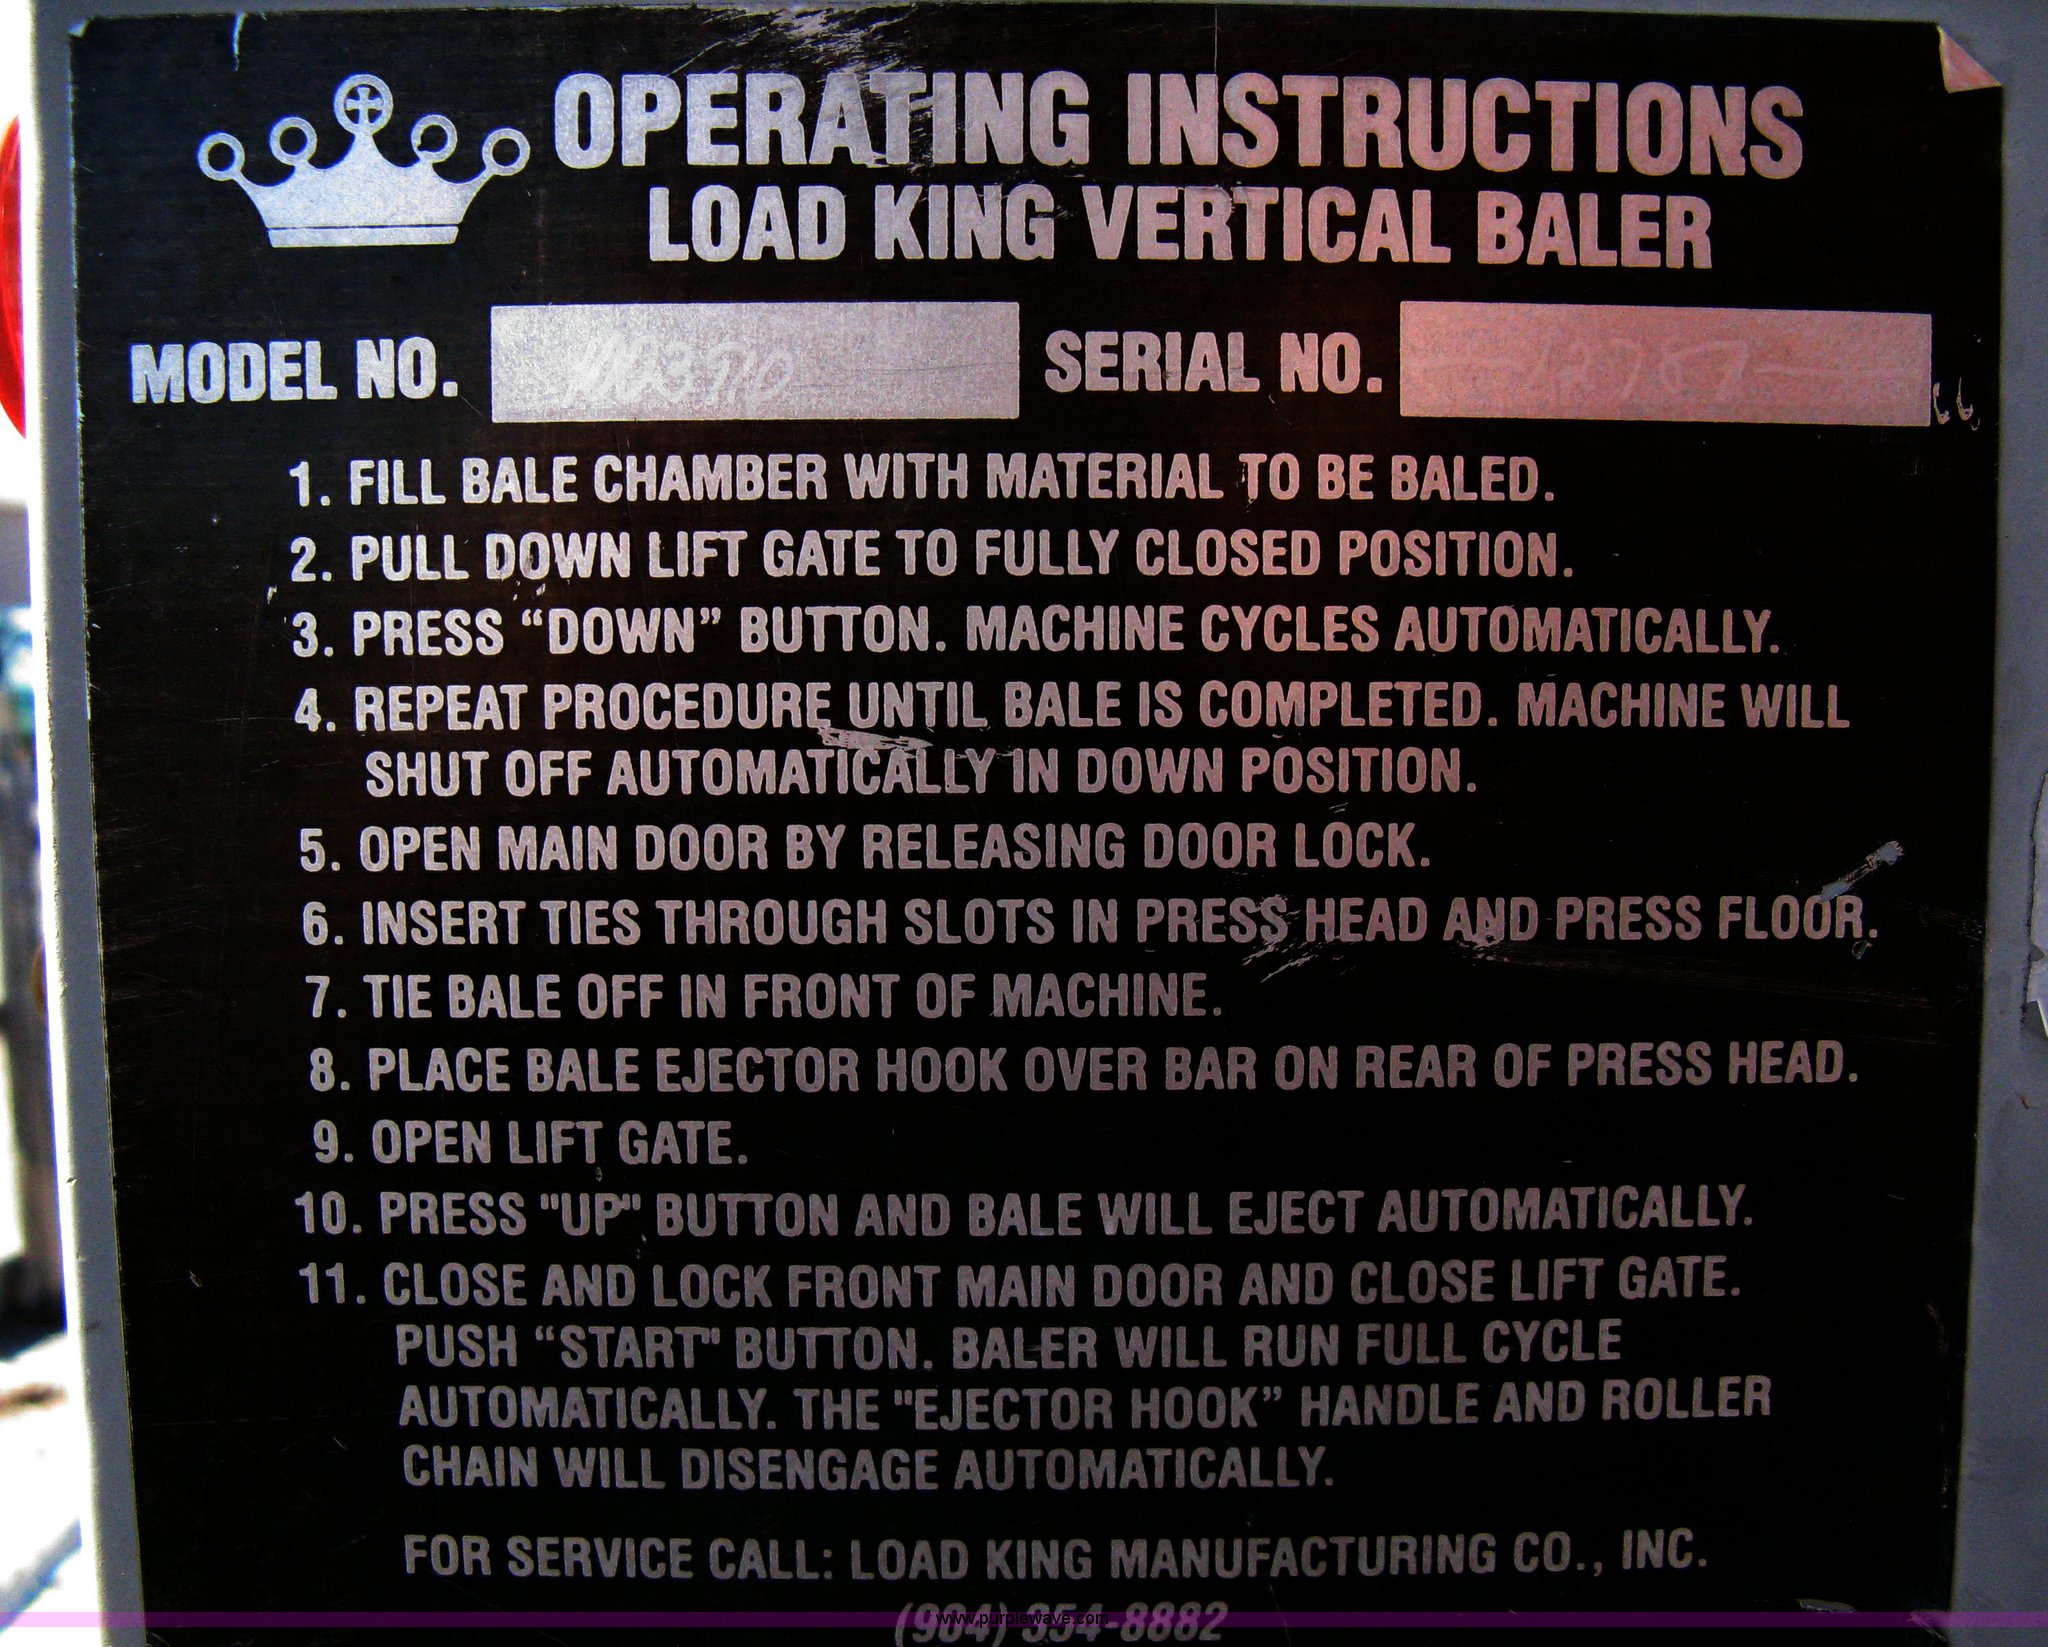 OPERATING INSTRUCTIONS
LOAD KING VERTICAL BALER
MODEL NO. SERIAL NO.
1. FILL BALE CHAMBER WITH MATERIAL TO BE BALED.
2. PULL DOWN LIFT GATE TO FULLY CLOSED POSITION.
3. PRESS “DOWN” BUTTON. MACHINE CYCLES AUTOMATICALLY.
4. REPEAT PROCEDURE UNTIL BALE IS COMPLETED. MACHINE WILL
SHUT OFF AUTOMATICALLY IN DOWN POSITION.
5. OPEN MAIN DOOR BY RELEASING DOOR LOCK.
6. INSERT TIES THROUGH SLOTS IN PRESS HEAD AND PRESS FLOOR.
7. TIE BALE OFF IN FRONT OF MACHINE.
8. PLACE BALE EJECTOR HOOK OVER BAR ON REAR OF PRESS HEAD.
9. OPEN LIFT GATE.
10. PRESS "UP" BUTTON AND BALE WILL EJECT AUTOMATICALLY.
11. CLOSE AND LOCK FRONT MAIN DOOR AND CLOSE LIFT GATE.
PUSH “START" BUTTON. BALER WILL RUN FULL CYCLE
AUTOMATICALLY. THE "EJECTOR HOOK” HANDLE AND ROLLER
CHAIN WILL DISENGAGE AUTOMATICALLY.
FOR SERVICE CALL: LOAD KING MANUFACTURING CO., INC.
(904) 354-8882
www.purplewave.com